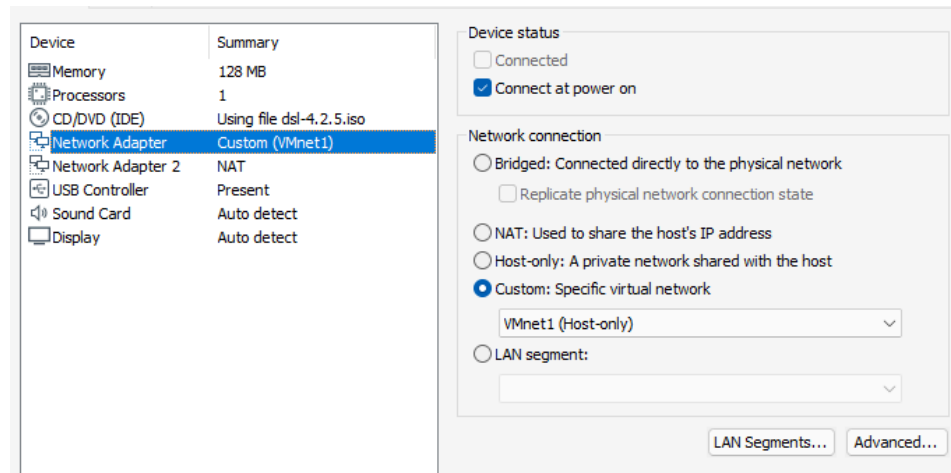 Device Summary
Memory 128 MB
Processors 1
CD/DVD (IDE) Using file dsl-4.2.5.iso
Network Adapter Custom (VMnet1)
Network Adapter 2 NAT
USB Controller Present
Sound Card Auto detect
Display Auto detect
Device status
Connected
Connect at power on
Network connection
Bridged: Connected directly to the physical network
Replicate physical network connection state
NAT: Used to share the host's IP address
Host-only: A private network shared with the host
Custom: Specific virtual network
VMnet1 (Host-only)
LAN segment:
LAN Segments... Advanced...